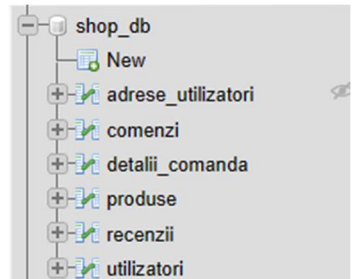 shop_db
New
adrese_utilizatori
comenzi
detalii_comanda
produse
recenzii
utilizatori